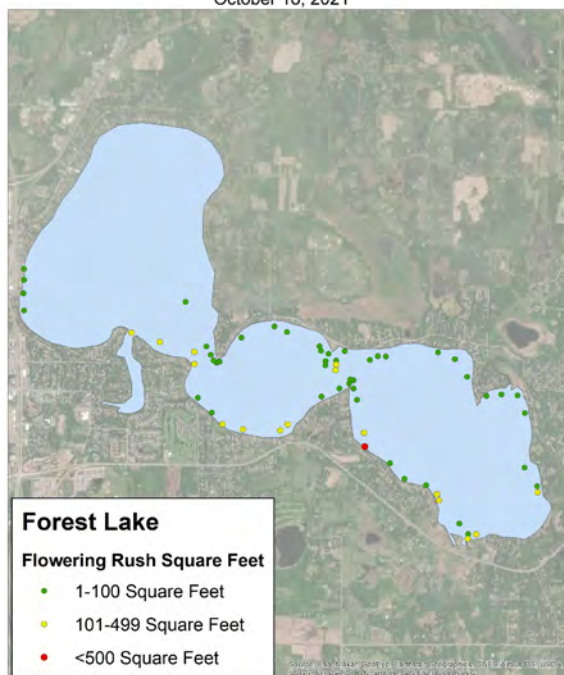 October 18, 2021
Forest Lake
Flowering Rush Square Feet
1-100 Square Feet
101-499 Square Feet
<500 Square Feet